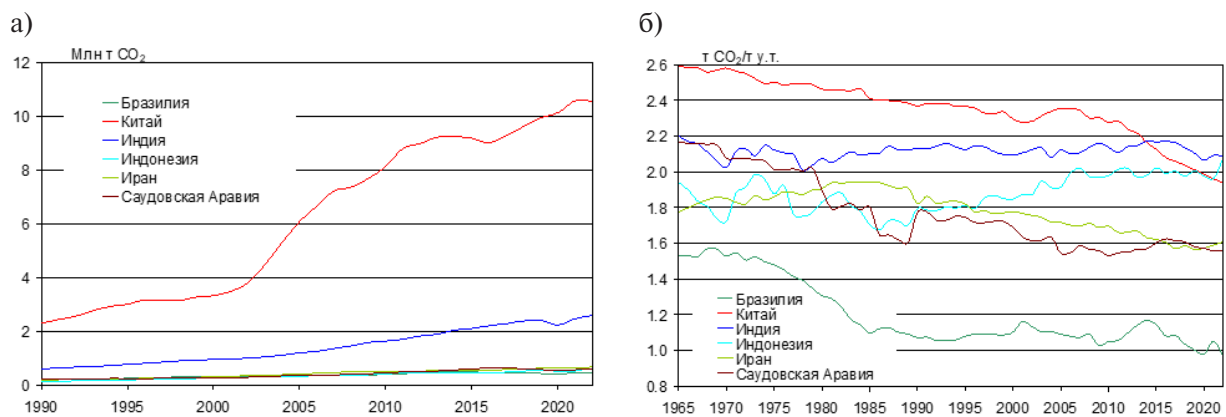 а)
Млн т CO₂
12
10
8
6
4
2
0
Бразилия
Китай
Индия
Индонезия
Иран
Саудовская Аравия
1990 1995 2000 2005 2010 2015 2020
б)
т CO₂/т у.т.
2.6
2.4
2.2
2.0
1.8
1.6
1.4
1.2
1.0
0.8
Бразилия
Китай
Индия
Индонезия
Иран
Саудовская Аравия
1965 1970 1975 1980 1985 1990 1995 2000 2005 2010 2015 2020